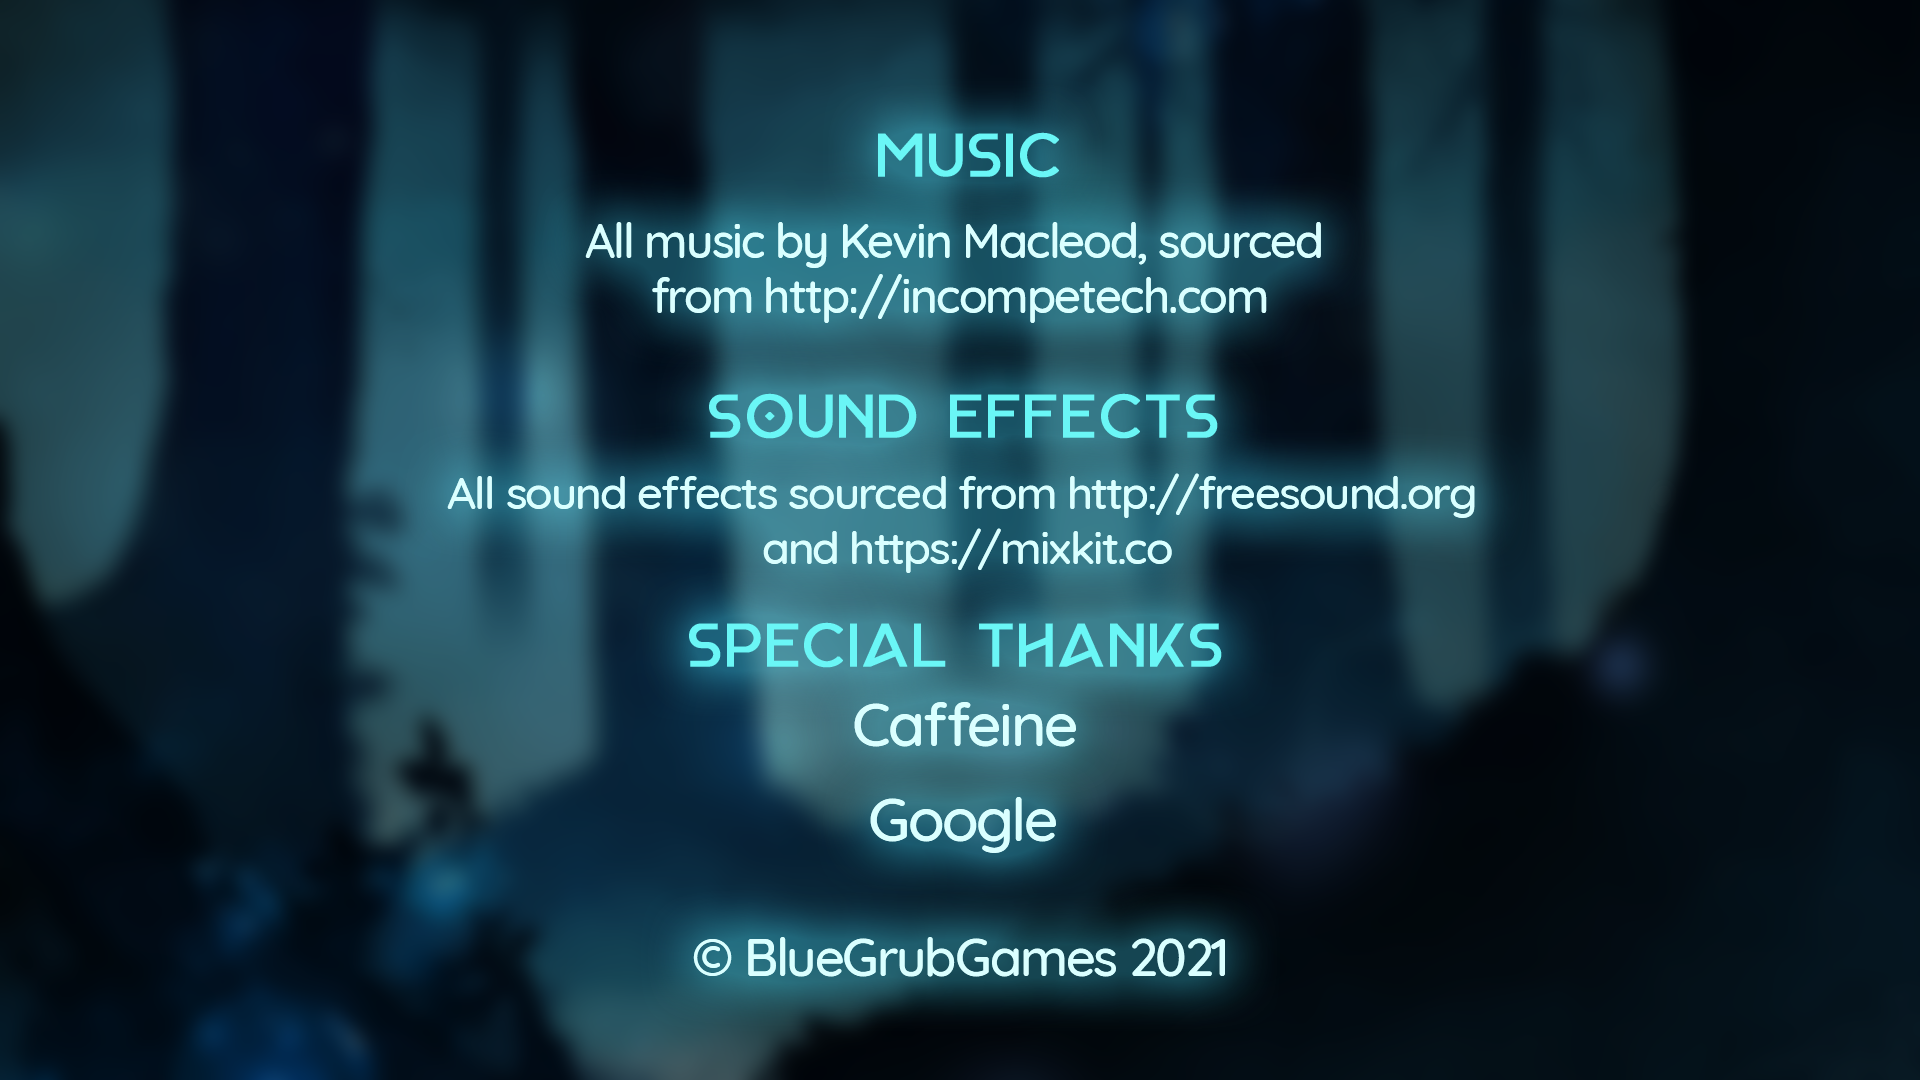 MUSIC
All music by Kevin Macleod, sourced
from http://incompetech.com
SOUND EFFECTS
All sound effects sourced from http://freesound.org
and https://mixkit.co
SPECIAL THANKS
Caffeine
Google
© BlueGrubGames 2021